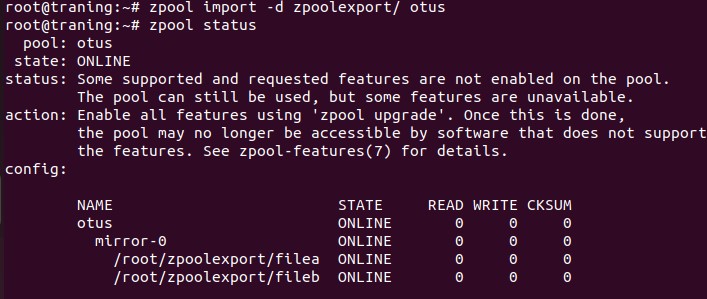 root@traning:~# zpool import -d zpoolexport/ otus
root@traning:~# zpool status
  pool: otus
 state: ONLINE
status: Some supported and requested features are not enabled on the pool.
        The pool can still be used, but some features are unavailable.
action: Enable all features using 'zpool upgrade'. Once this is done,
        the pool may no longer be accessible by software that does not support
        the features. See zpool-features(7) for details.
config:
        NAME                         STATE     READ WRITE CKSUM
        otus                         ONLINE       0     0     0
          mirror-0                   ONLINE       0     0     0
            /root/zpoolexport/filea  ONLINE       0     0     0
            /root/zpoolexport/fileb  ONLINE       0     0     0